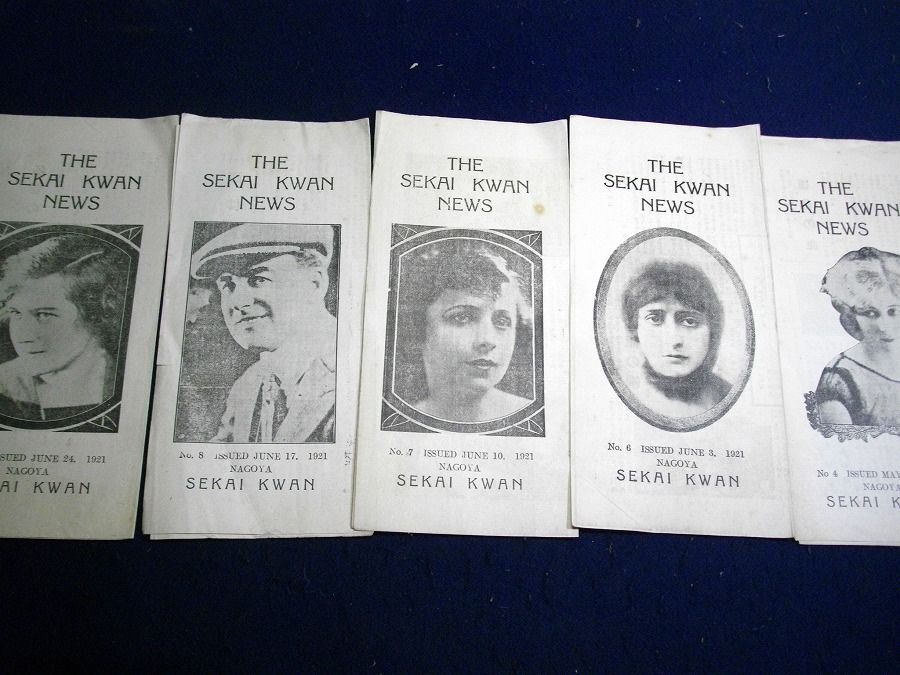 THE
SEKAI KWAN
NEWS
SSUED JUNE 24. 1921
NAGOYA
AI KWAN
THE
SEKAI KWAN
NEWS
No. 8 ISSUED JUNE 17. 1921
NAGOYA
SEKAI KWAN
THE
SEKAI KWAN
NEWS
No. 7 ISSUED JUNE 10. 1921
NAGOYA
SEKAI KWAN
THE
SEKAI KWAN
NEWS
No. 6 ISSUED JUNE 3. 1921
NAGOYA
SEKAI KWAN
THE
SEKAI KWAN
NEWS
No 4 ISSUED MAY
NAGOYA
SEKAI K